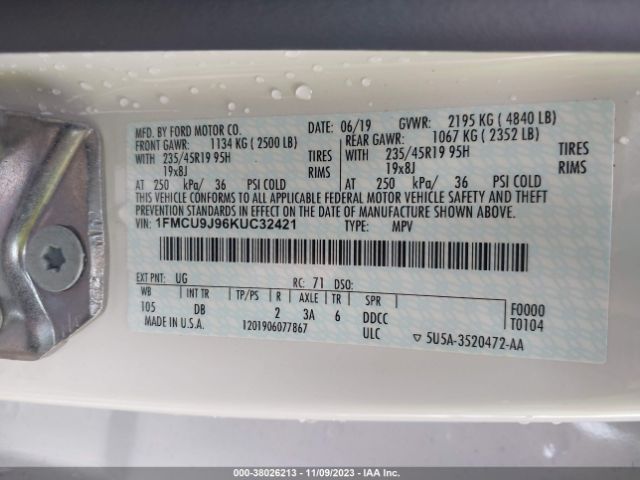 MFD. BY FORD MOTOR CO. DATE: 06/19 GVWR: 2195 KG ( 4840 LB)
FRONT GAWR: 1134 KG ( 2500 LB) REAR GAWR: 1067 KG ( 2352 LB)
WITH 235/45R19 95H TIRES WITH 235/45R19 95H TIRES
19x8J RIMS 19x8J RIMS
AT 250 kPa/ 36 PSI COLD AT 250 kPa/ 36 PSI COLD
THIS VEHICLE CONFORMS TO ALL APPLICABLE FEDERAL MOTOR VEHICLE SAFETY AND THEFT
PREVENTION STANDARDS IN EFFECT ON THE DATE OF MANUFACTURE SHOWN ABOVE.
VIN: 1FMCU9J96KUC32421 TYPE: MPV
EXT PNT: UG RC: 71 DSO:
WB INT TR TP/PS R AXLE TR SPR F0000
105 DB 2 3A 6 DDCC T0104
MADE IN U.S.A. 1201906077867 ULC 5U5A-3520472-AA
000-38026213 - 11/09/2023 - IAA Inc.